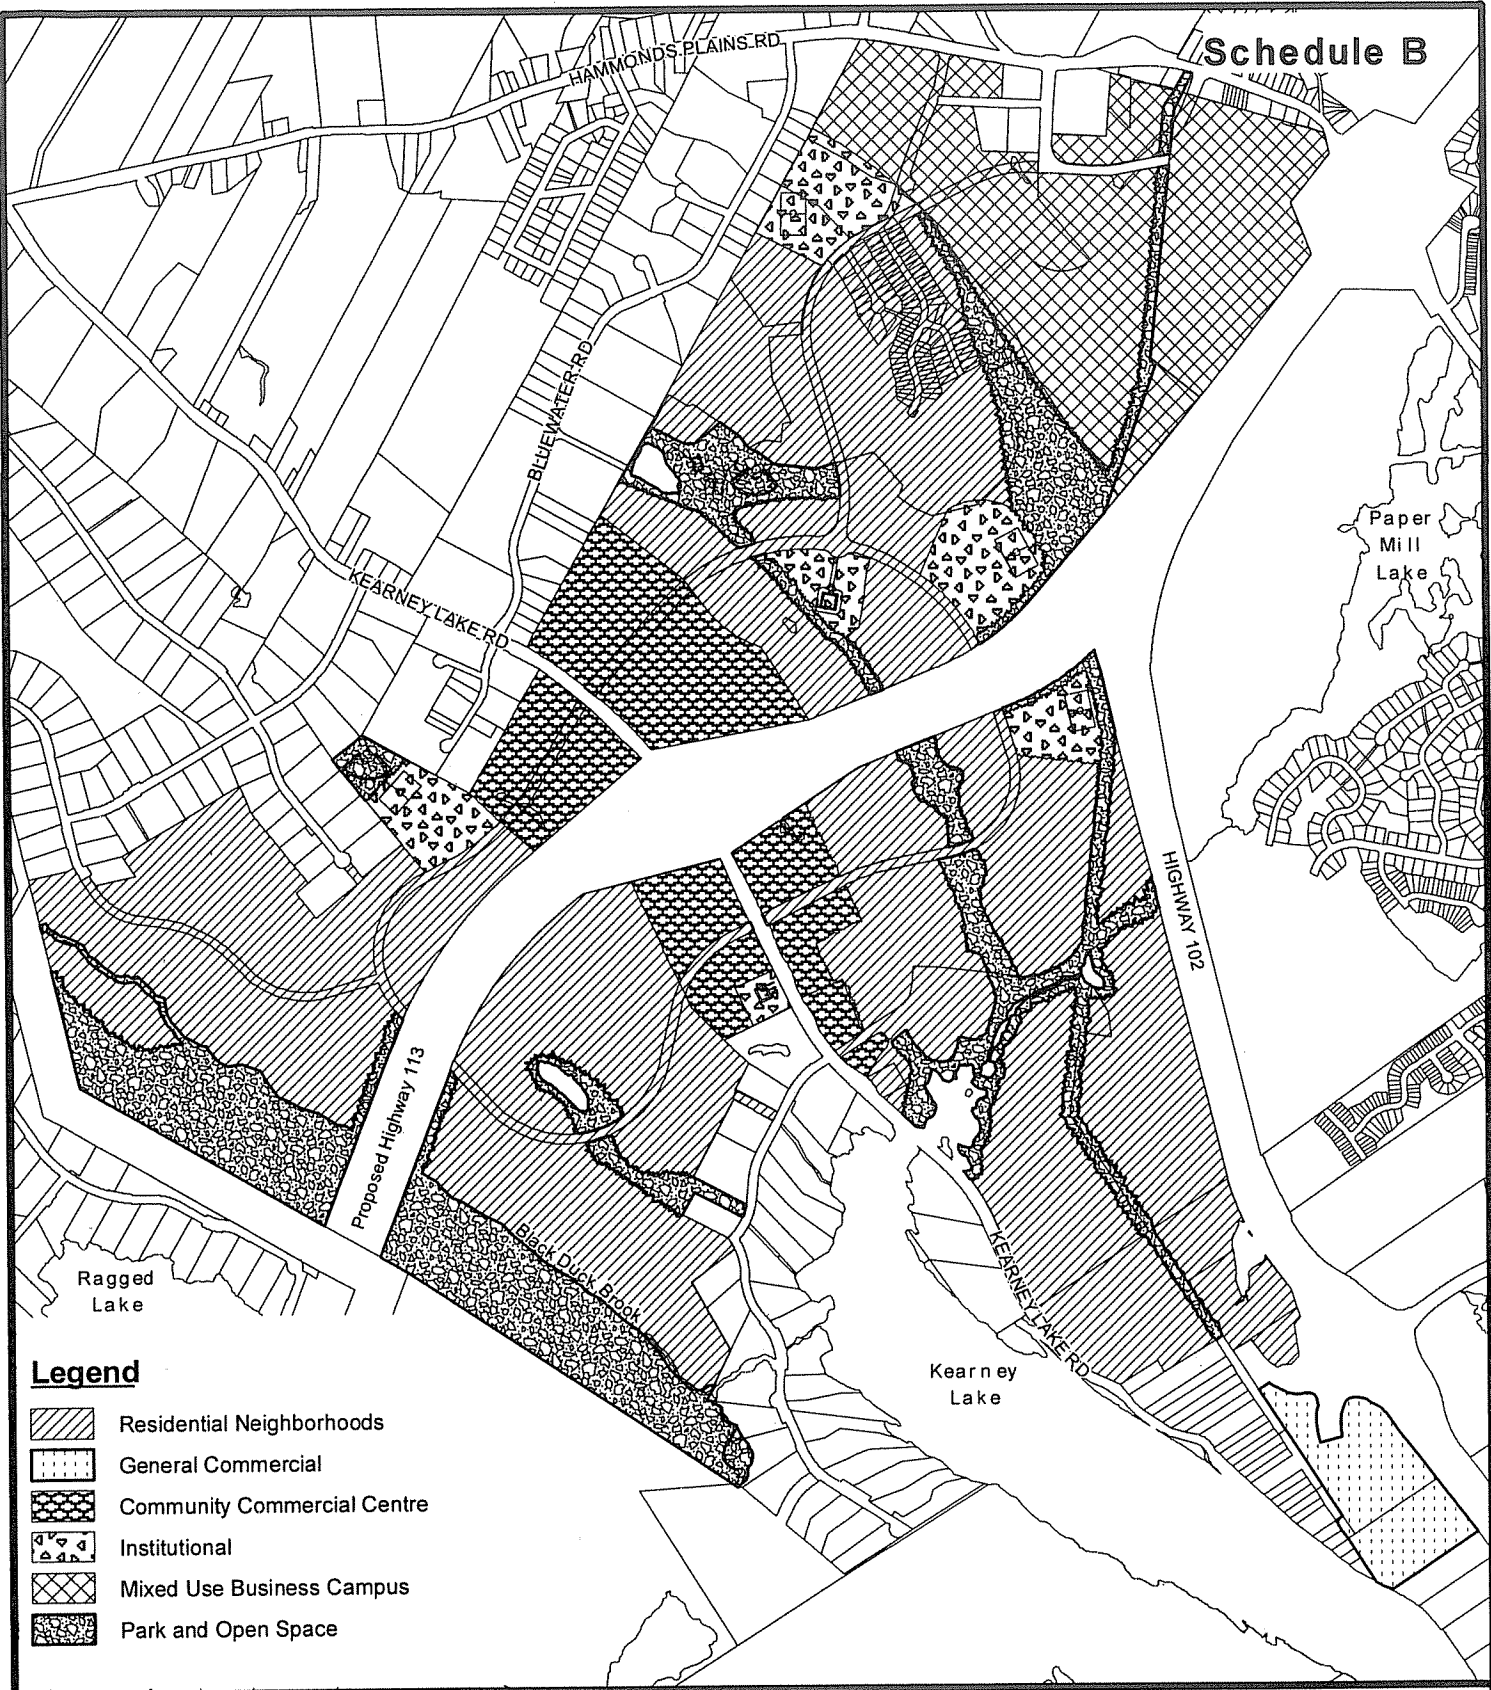 Schedule B
HAMMONDS PLAINS RD
BLUEWATER RD
Paper
Mill
Lake
KEARNEY LAKE RD
HIGHWAY 102
Proposed Highway 113
Black Duck Brook
KEARNEY LAKE RD
Ragged
Lake
Kearney
Lake
Legend
Residential Neighborhoods
General Commercial
Community Commercial Centre
Institutional
Mixed Use Business Campus
Park and Open Space